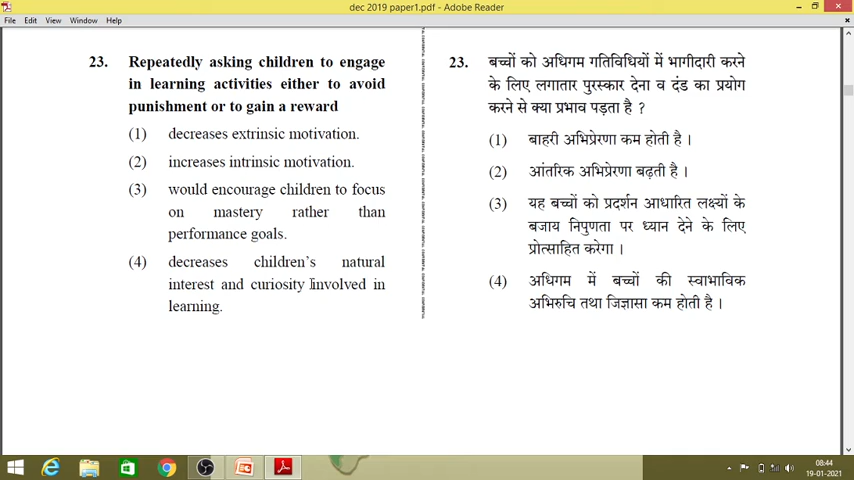 dec 2019 paper1.pdf - Adobe Reader
File Edit View Window Help
23. Repeatedly asking children to engage
in learning activities either to avoid
punishment or to gain a reward
(1) decreases extrinsic motivation.
(2) increases intrinsic motivation.
(3) would encourage children to focus
on mastery rather than
performance goals.
(4) decreases children's natural
interest and curiosity involved in
learning.
23. बच्चों को अधिगम गतिविधियों में भागीदारी करने
के लिए लगातार पुरस्कार देना व दंड का प्रयोग
करने से क्या प्रभाव पड़ता है ?
(1) बाहरी अभिप्रेरणा कम होती है ।
(2) आंतरिक अभिप्रेरणा बढ़ती है ।
(3) यह बच्चों को प्रदर्शन आधारित लक्ष्यों के
बजाय निपुणता पर ध्यान देने के लिए
प्रोत्साहित करेगा ।
(4) अधिगम में बच्चों की स्वाभाविक
अभिरुचि तथा जिज्ञासा कम होती है ।
08:44
19-01-2021